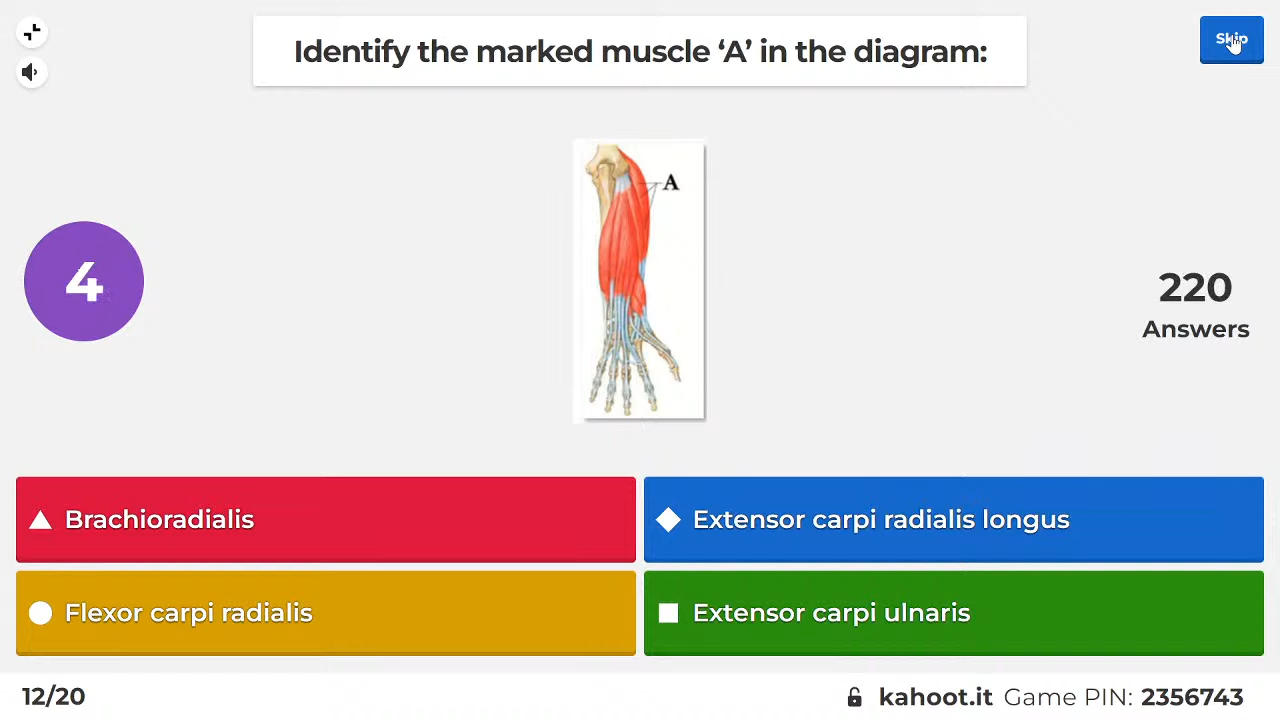 Identify the marked muscle ‘A’ in the diagram:
Skip
A
4
220
Answers
Brachioradialis
Extensor carpi radialis longus
Flexor carpi radialis
Extensor carpi ulnaris
12/20
kahoot.it Game PIN: 2356743